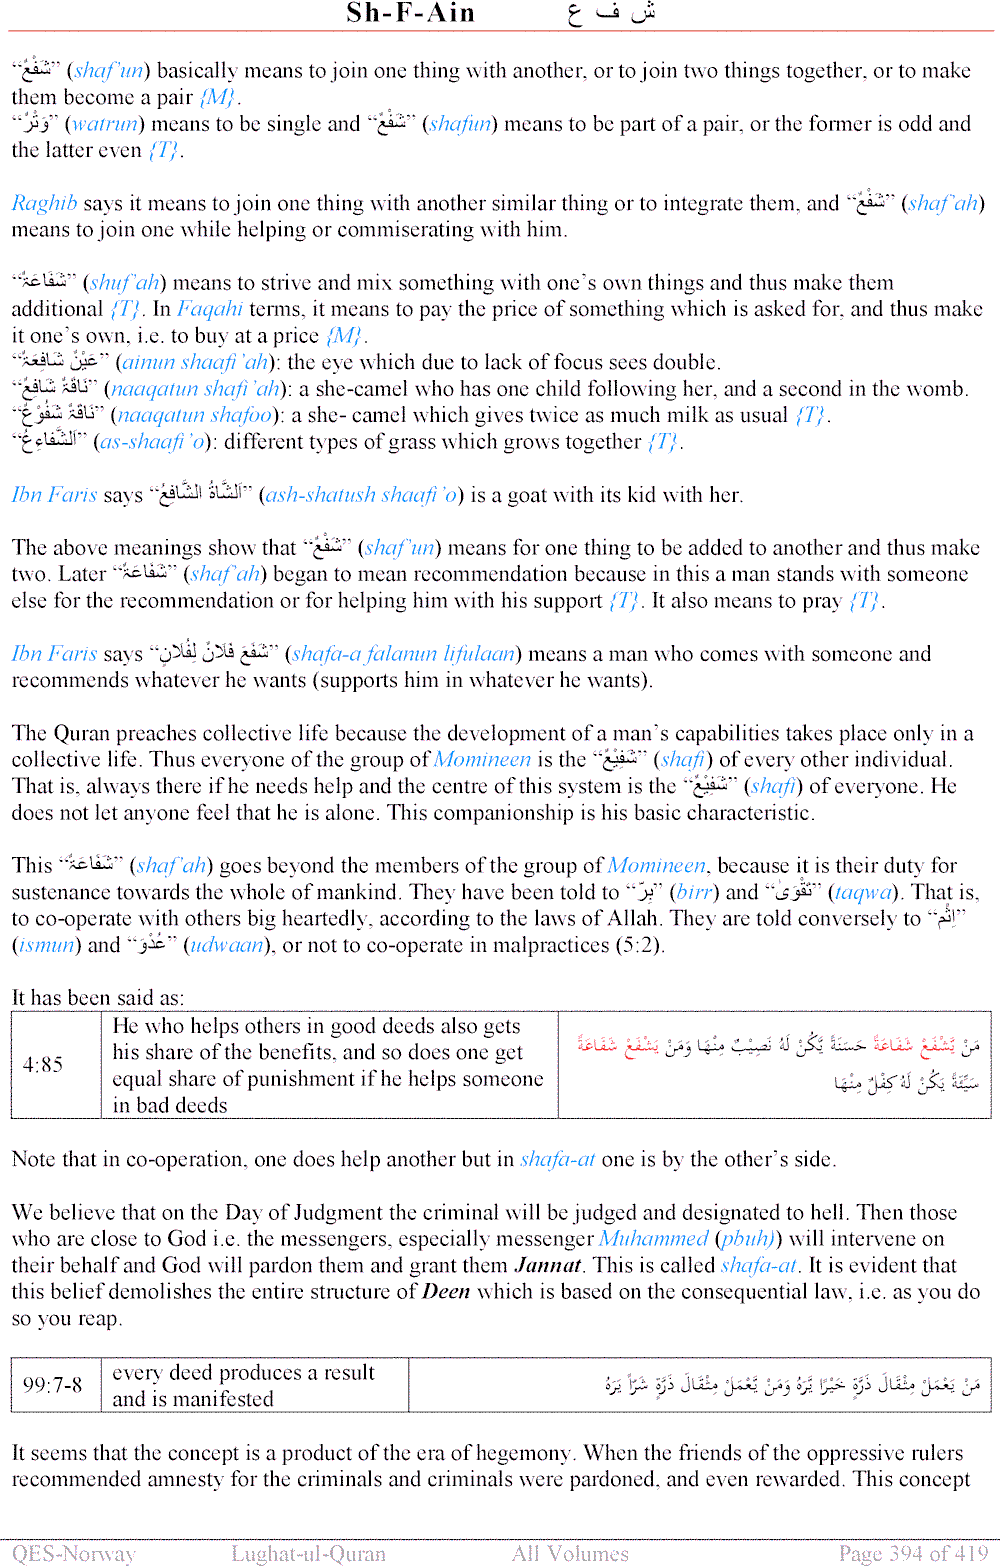 Sh-F-Ain ش ف ع
“شَفْعٌ” (shaf’un) basically means to join one thing with another, or to join two things together, or to make
them become a pair {M}.
“وَتْرٌ” (watrun) means to be single and “شَفْعٌ” (shafun) means to be part of a pair, or the former is odd and
the latter even {T}.
Raghib says it means to join one thing with another similar thing or to integrate them, and “شَفْعٌ” (shaf’ah)
means to join one while helping or commiserating with him.
“شَفَاعَۃٌ” (shuf’ah) means to strive and mix something with one’s own things and thus make them
additional {T}. In Faqahi terms, it means to pay the price of something which is asked for, and thus make
it one’s own, i.e. to buy at a price {M}.
“عَیْنٌ شَافِعَۃٌ” (ainun shaafi’ah): the eye which due to lack of focus sees double.
“نَاقَۃٌ شَافِعٌ” (naaqatun shafi’ah): a she-camel who has one child following her, and a second in the womb.
“نَاقَۃٌ شَفُوْعٌ” (naaqatun shafoo): a she- camel which gives twice as much milk as usual {T}.
“اَلشَّفَاءِعُ” (as-shaafi’o): different types of grass which grows together {T}.
Ibn Faris says “اَلشَّاۃُ الشَّافِعُ” (ash-shatush shaafi’o) is a goat with its kid with her.
The above meanings show that “شَفْعٌ” (shaf’un) means for one thing to be added to another and thus make
two. Later “شَفَاعَۃٌ” (shaf’ah) began to mean recommendation because in this a man stands with someone
else for the recommendation or for helping him with his support {T}. It also means to pray {T}.
Ibn Faris says “شَفَعَ فَلَانٌ لِفُلَانٍ” (shafa-a falanun lifulaan) means a man who comes with someone and
recommends whatever he wants (supports him in whatever he wants).
The Quran preaches collective life because the development of a man’s capabilities takes place only in a
collective life. Thus everyone of the group of Momineen is the “شَفِیْعٌ” (shafi) of every other individual.
That is, always there if he needs help and the centre of this system is the “شَفِیْعٌ” (shafi) of everyone. He
does not let anyone feel that he is alone. This companionship is his basic characteristic.
This “شَفَاعَۃٌ” (shaf’ah) goes beyond the members of the group of Momineen, because it is their duty for
sustenance towards the whole of mankind. They have been told to “بِرّ” (birr) and “تَقْویٰ” (taqwa). That is,
to co-operate with others big heartedly, according to the laws of Allah. They are told conversely to “اِثْم”
(ismun) and “عُدْوَ” (udwaan), or not to co-operate in malpractices (5:2).
It has been said as:
4:85 He who helps others in good deeds also gets
his share of the benefits, and so does one get
equal share of punishment if he helps someone
in bad deeds
مَنْ یَّشْفَعْ شَفَاعَۃً حَسَنَۃً یَّکُنْ لَہُ نَصِیْبٌ مِنْھَا وَمَنْ یَشْفَعْ شَفَاعَۃً
سَیِّئَۃً یَکُنْ لَہُ کِفْلٌ مِنْھَا
Note that in co-operation, one does help another but in shafa-at one is by the other’s side.
We believe that on the Day of Judgment the criminal will be judged and designated to hell. Then those
who are close to God i.e. the messengers, especially messenger Muhammed (pbuh)) will intervene on
their behalf and God will pardon them and grant them Jannat. This is called shafa-at. It is evident that
this belief demolishes the entire structure of Deen which is based on the consequential law, i.e. as you do
so you reap.
99:7-8 every deed produces a result
and is manifested
مَنْ یَعْمَلْ مِثْقَالَ ذَرَّۃٍ خَیْرًا یَّرَہُ وَمَنْ یَّعْمَلْ مِثْقَالَ ذَرَّۃٍ شَرّاً یَرَہُ
It seems that the concept is a product of the era of hegemony. When the friends of the oppressive rulers
recommended amnesty for the criminals and criminals were pardoned, and even rewarded. This concept
QES-Norway Lughat-ul-Quran All Volumes Page 394 of 419